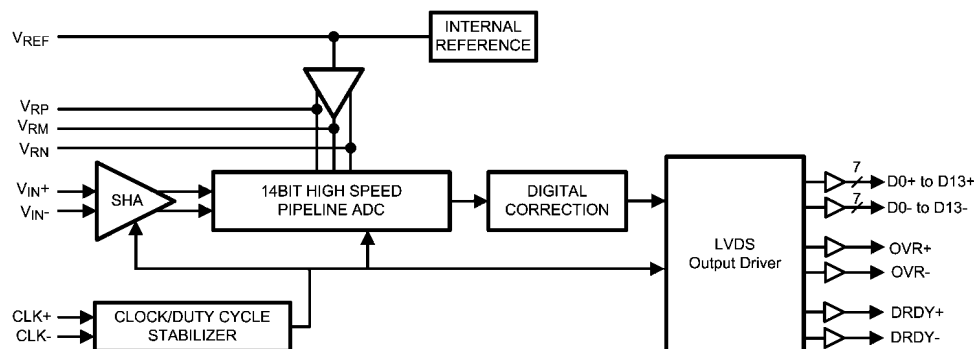 INTERNAL
REFERENCE
VREF
VRP
VRM
VRN
VIN+
VIN-
SHA
14BIT HIGH SPEED
PIPELINE ADC
DIGITAL
CORRECTION
LVDS
Output Driver
7
D0+ to D13+
7
D0- to D13-
OVR+
OVR-
DRDY+
DRDY-
CLK+
CLK-
CLOCK/DUTY CYCLE
STABILIZER